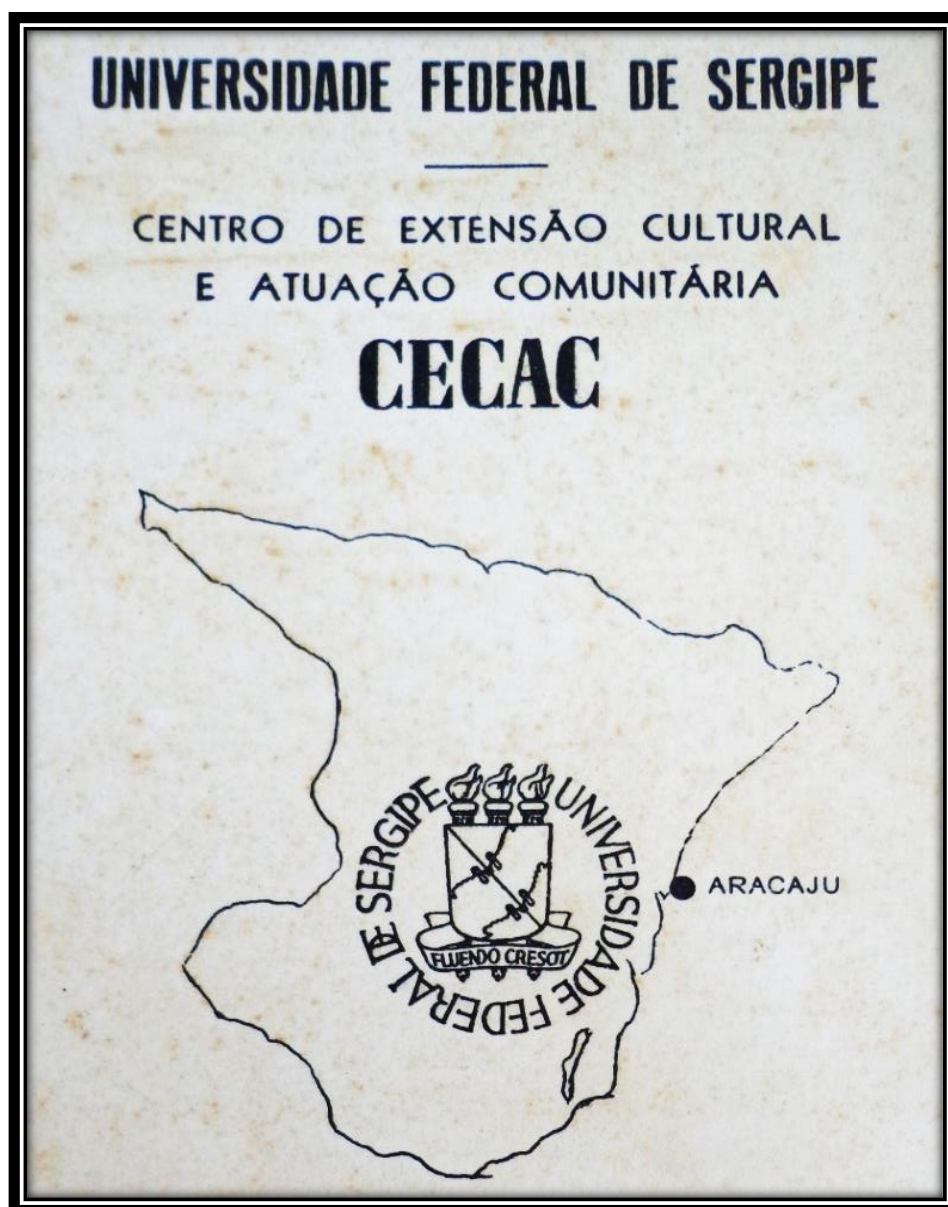 UNIVERSIDADE FEDERAL DE SERGIPE
CENTRO DE EXTENSÃO CULTURAL
E ATUAÇÃO COMUNITÁRIA
CECAC
UNIVERSIDADE FEDERAL DE SERGIPE
FLUENDO CRESCIT
ARACAJU